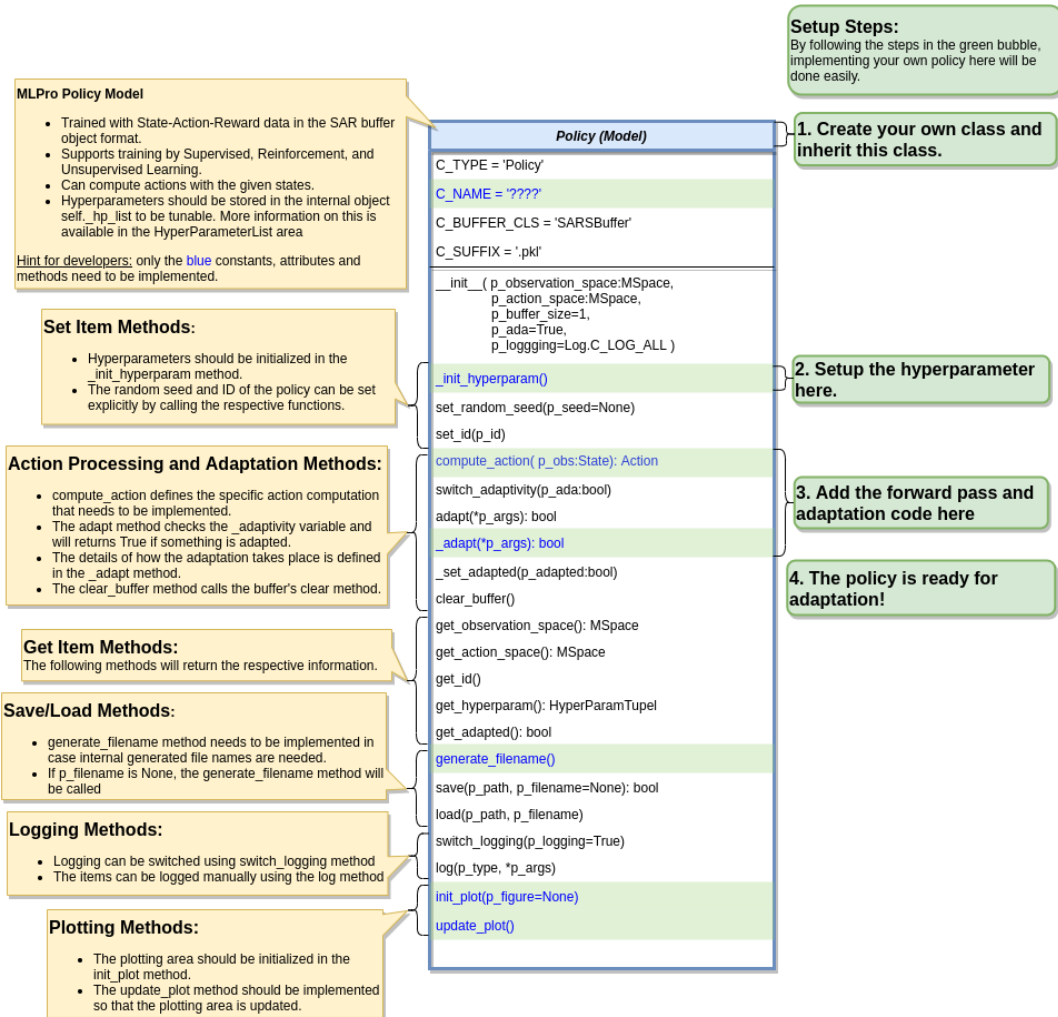 Setup Steps:
By following the steps in the green bubble,
implementing your own policy here will be
done easily.
MLPro Policy Model
• Trained with State-Action-Reward data in the SAR buffer
object format.
• Supports training by Supervised, Reinforcement, and
Unsupervised Learning.
• Can compute actions with the given states.
• Hyperparameters should be stored in the internal object
self._hp_list to be tunable. More information on this is
available in the HyperParameterList area
Hint for developers: only the blue constants, attributes and
methods need to be implemented.
Set Item Methods:
• Hyperparameters should be initialized in the
_init_hyperparam method.
• The random seed and ID of the policy can be set
explicitly by calling the respective functions.
Action Processing and Adaptation Methods:
• compute_action defines the specific action computation
that needs to be implemented.
• The adapt method checks the _adaptivity variable and
will returns True if something is adapted.
• The details of how the adaptation takes place is defined
in the _adapt method.
• The clear_buffer method calls the buffer's clear method.
Get Item Methods:
The following methods will return the respective information.
Save/Load Methods:
• generate_filename method needs to be implemented in
case internal generated file names are needed.
• If p_filename is None, the generate_filename method will
be called
Logging Methods:
• Logging can be switched using switch_logging method
• The items can be logged manually using the log method
Plotting Methods:
• The plotting area should be initialized in the
init_plot method.
• The update_plot method should be implemented
so that the plotting area is updated.
Policy (Model)
C_TYPE = 'Policy'
C_NAME = '????'
C_BUFFER_CLS = 'SARSBuffer'
C_SUFFIX = '.pkl'
__init__( p_observation_space:MSpace,
p_action_space:MSpace,
p_buffer_size=1,
p_ada=True,
p_loggging=Log.C_LOG_ALL )
_init_hyperparam()
set_random_seed(p_seed=None)
set_id(p_id)
compute_action( p_obs:State): Action
switch_adaptivity(p_ada:bool)
adapt(*p_args): bool
_adapt(*p_args): bool
_set_adapted(p_adapted:bool)
clear_buffer()
get_observation_space(): MSpace
get_action_space(): MSpace
get_id()
get_hyperparam(): HyperParamTupel
get_adapted(): bool
generate_filename()
save(p_path, p_filename=None): bool
load(p_path, p_filename)
switch_logging(p_logging=True)
log(p_type, *p_args)
init_plot(p_figure=None)
update_plot()
1. Create your own class and
inherit this class.
2. Setup the hyperparameter
here.
3. Add the forward pass and
adaptation code here
4. The policy is ready for
adaptation!